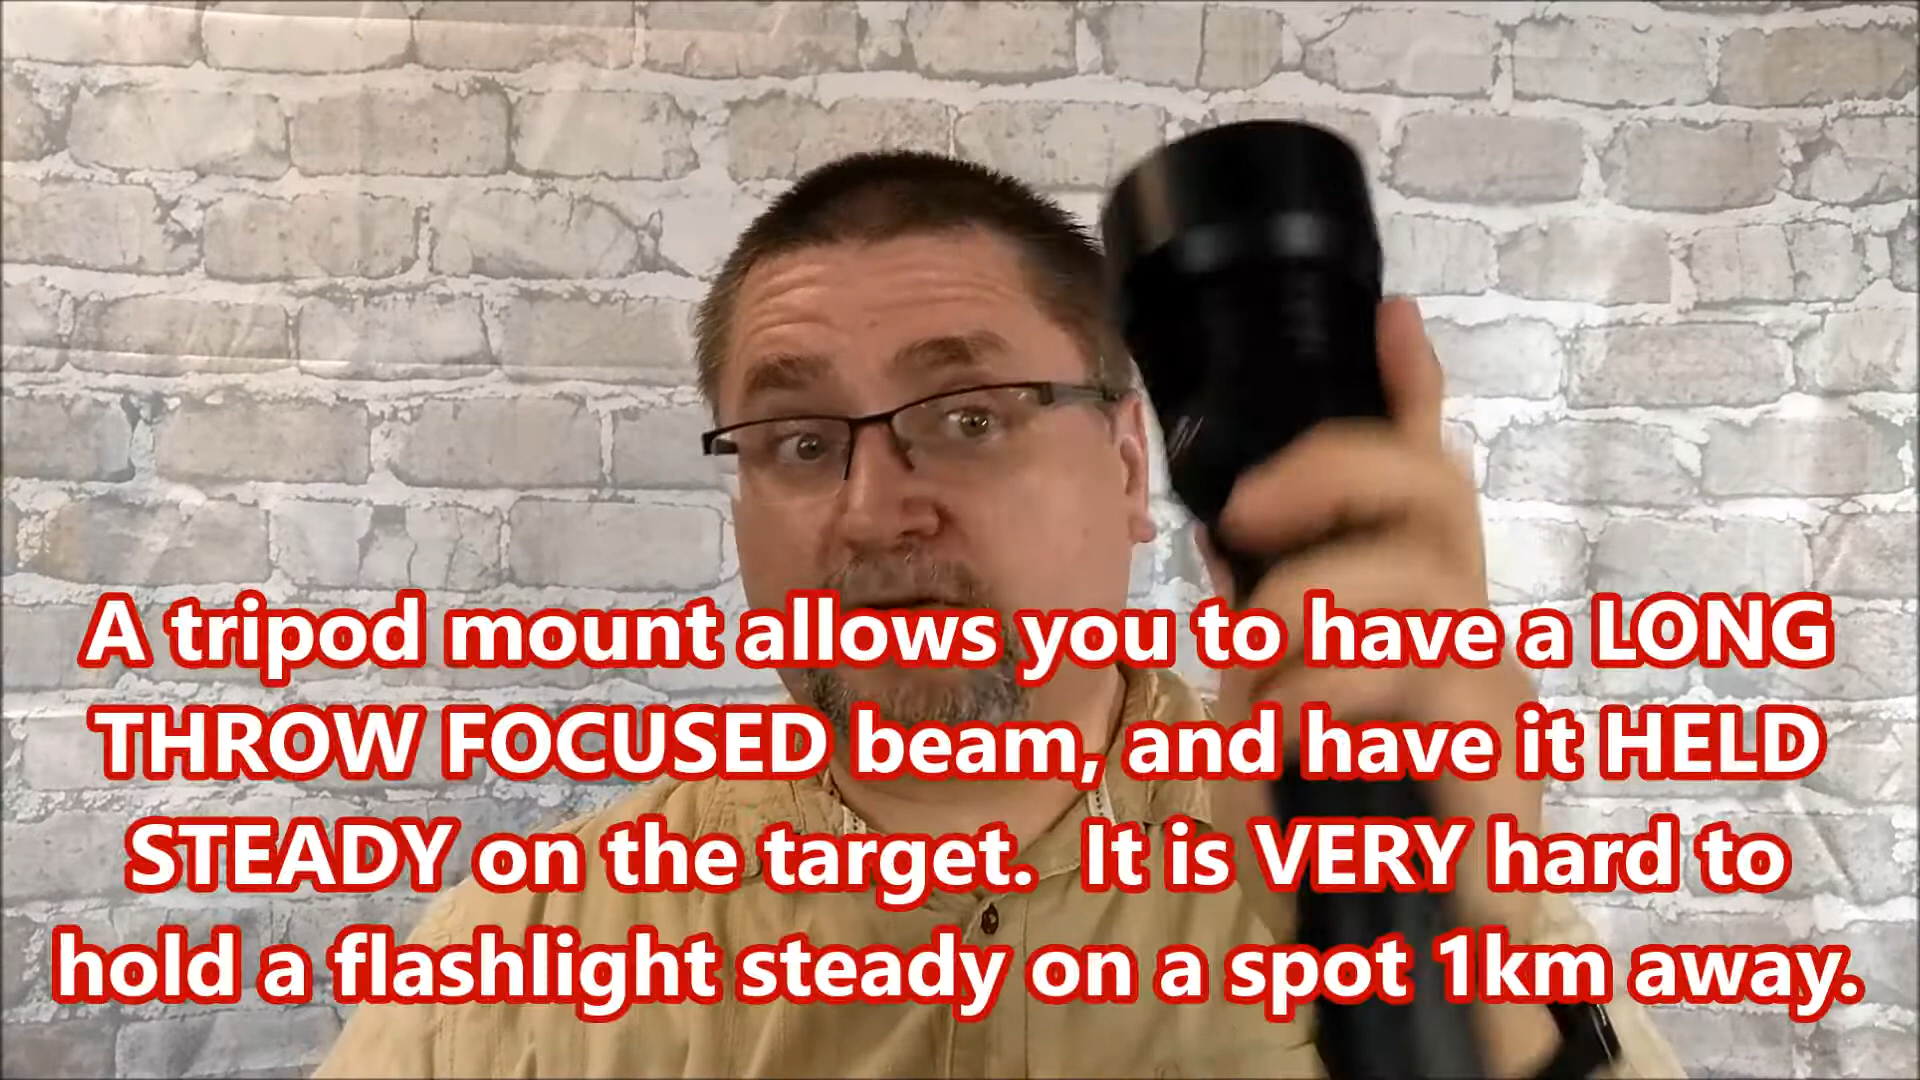 A tripod mount allows you to have a LONG
THROW FOCUSED beam, and have it HELD
STEADY on the target.  It is VERY hard to
hold a flashlight steady on a spot 1km away.